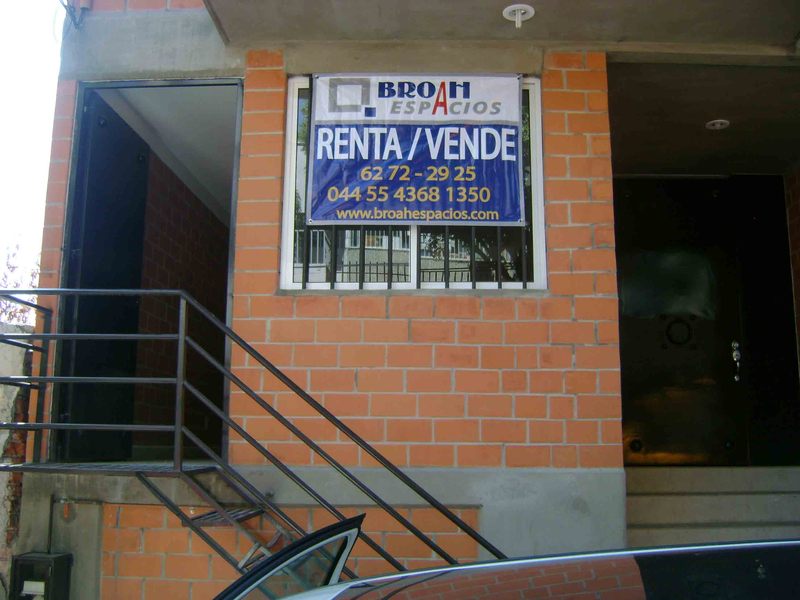 BROAH
ESPACIOS
RENTA / VENDE
62 72 - 29 25
044 55 4368 1350
www.broahespacios.com